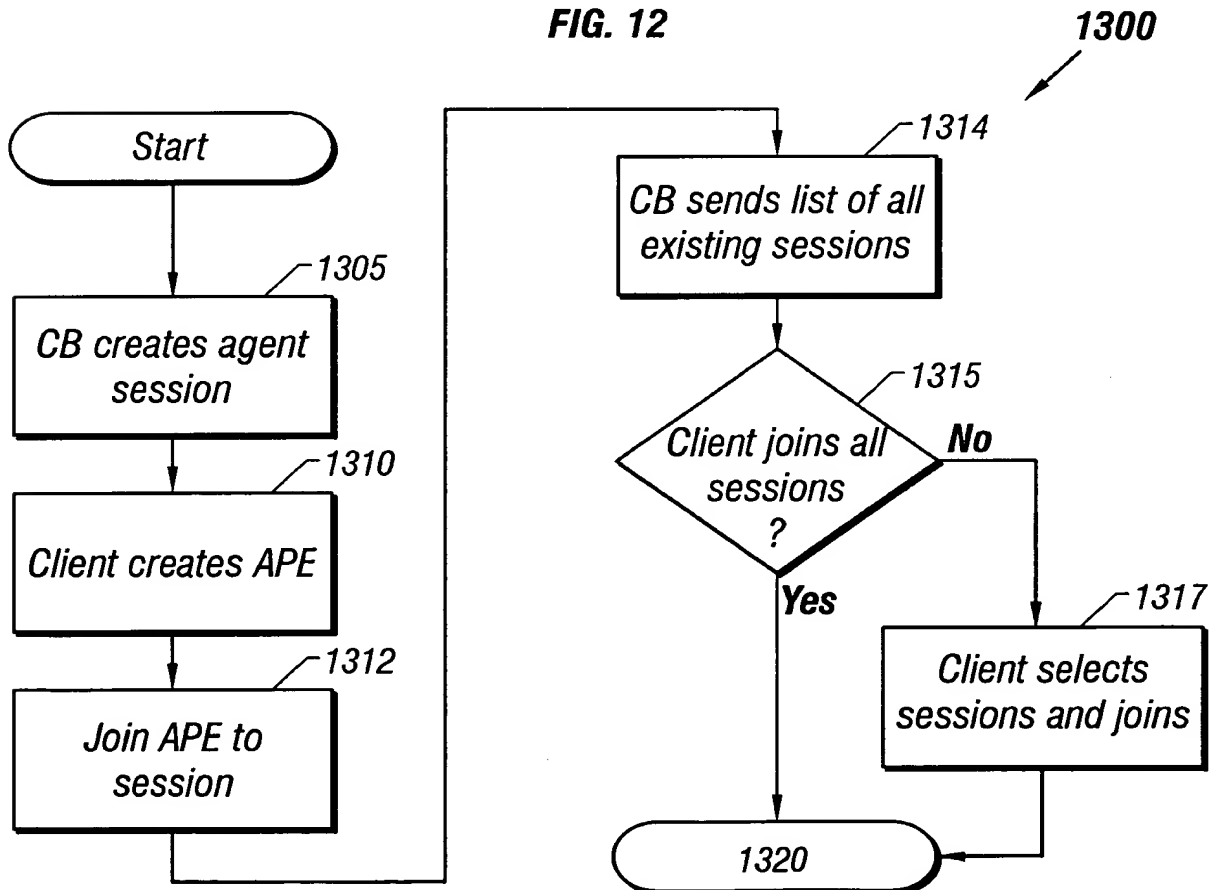 FIG. 12
1300
Start
1305
CB creates agent
session
1310
Client creates APE
1312
Join APE to
session
1314
CB sends list of all
existing sessions
1315
Client joins all
sessions
?
No
Yes
1317
Client selects
sessions and joins
1320